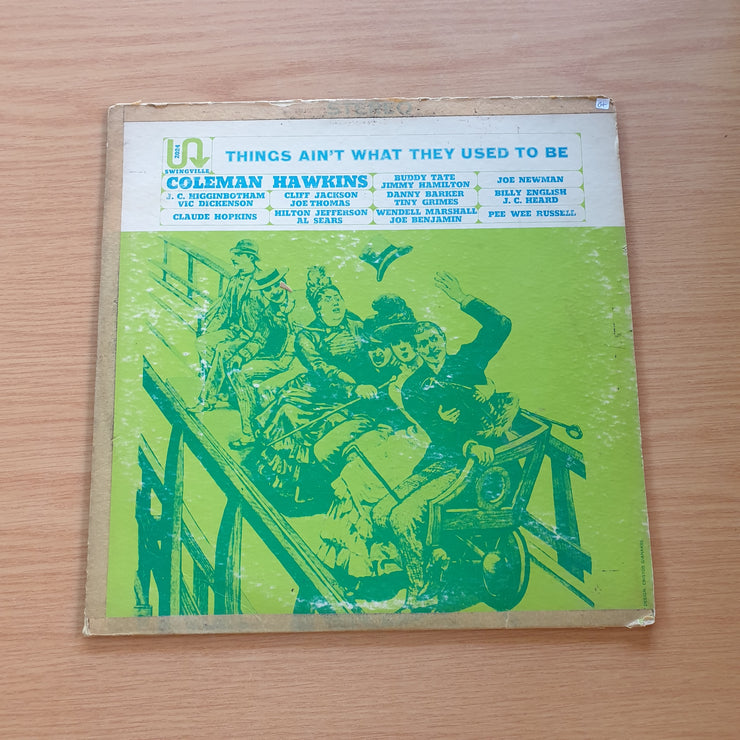 STEREO
G+
2024
SWINGVILLE
THINGS AIN'T WHAT THEY USED TO BE
COLEMAN HAWKINS
J. C. HIGGINBOTHAM
VIC DICKENSON
CLAUDE HOPKINS
CLIFF JACKSON
JOE THOMAS
HILTON JEFFERSON
AL SEARS
BUDDY TATE
JIMMY HAMILTON
DANNY BARKER
TINY GRIMES
WENDELL MARSHALL
JOE BENJAMIN
JOE NEWMAN
BILLY ENGLISH
J. C. HEARD
PEE WEE RUSSELL
DESIGN: